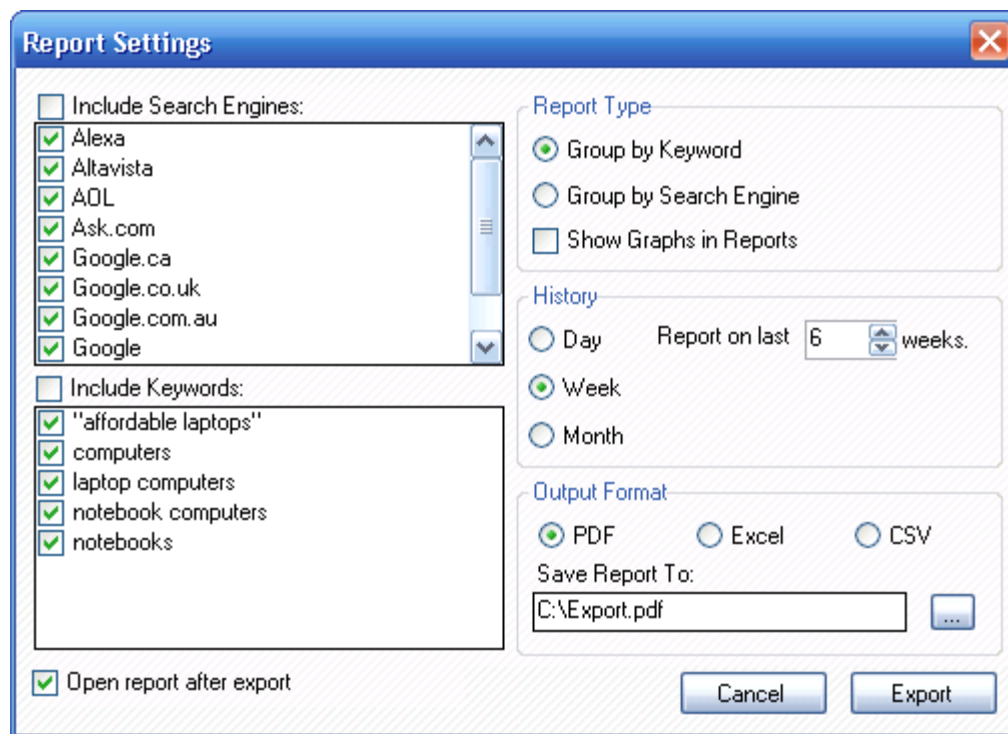 Report Settings
Include Search Engines:
Alexa
Altavista
AOL
Ask.com
Google.ca
Google.co.uk
Google.com.au
Google
Include Keywords:
"affordable laptops"
computers
laptop computers
notebook computers
notebooks
Open report after export
Report Type
Group by Keyword
Group by Search Engine
Show Graphs in Reports
History
Day
Report on last 6 weeks.
Week
Month
Output Format
PDF Excel CSV
Save Report To:
C:\Export.pdf ...
Cancel Export